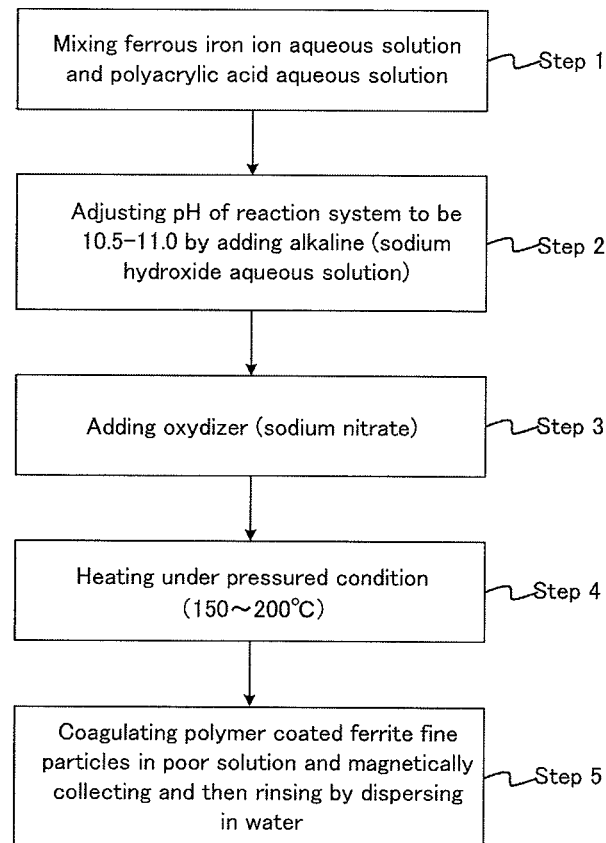 Mixing ferrous iron ion aqueous solution
and polyacrylic acid aqueous solution
Step 1
Adjusting pH of reaction system to be
10.5-11.0 by adding alkaline (sodium
hydroxide aqueous solution)
Step 2
Adding oxydizer (sodium nitrate)
Step 3
Heating under pressured condition
(150～200℃)
Step 4
Coagulating polymer coated ferrite fine
particles in poor solution and magnetically
collecting and then rinsing by dispersing
in water
Step 5